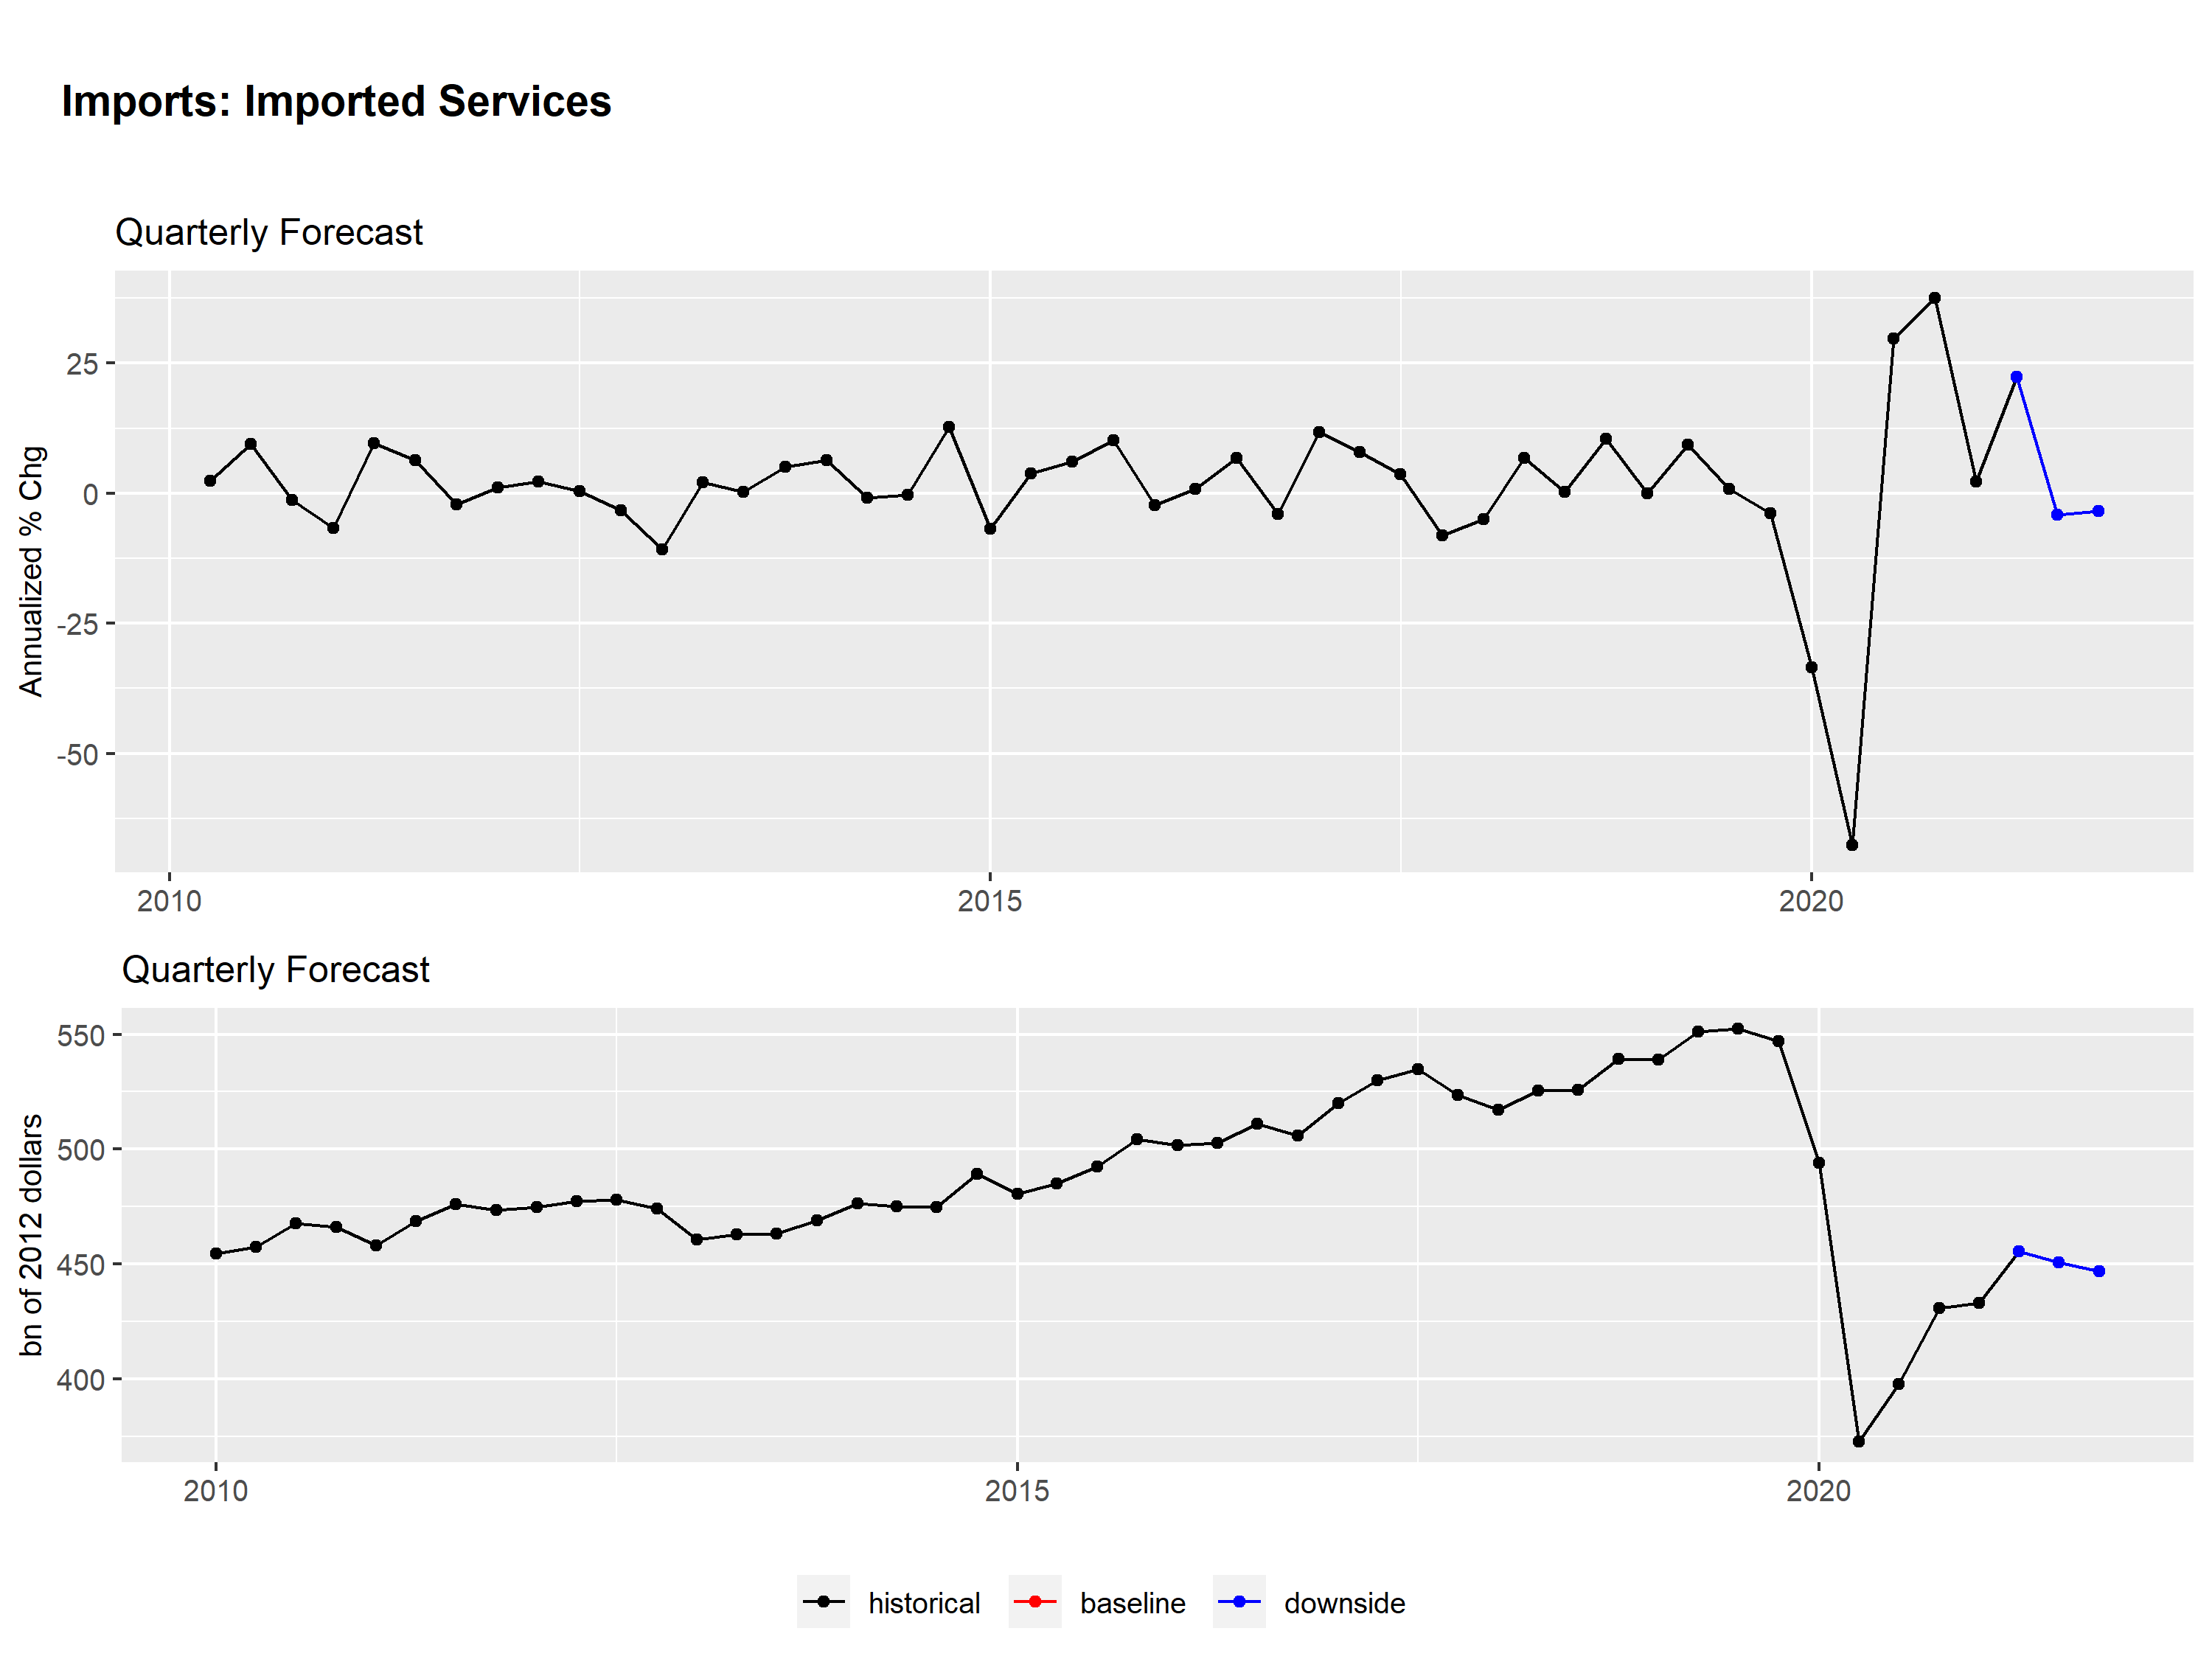 Imports: Imported Services
Quarterly Forecast
Annualized % Chg
25
0
-25
-50
2010 2015 2020
Quarterly Forecast
bn of 2012 dollars
550
500
450
400
2010 2015 2020
historical baseline downside